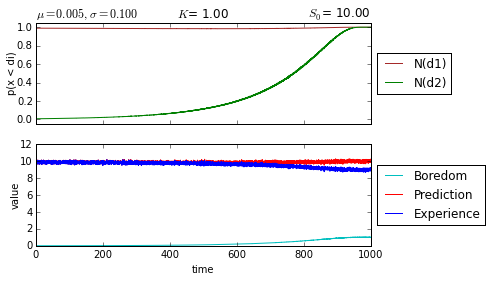 μ=0.005, σ=0.100 K= 1.00 S₀= 10.00
1.0
0.8
0.6
0.4
0.2
0.0
p(x < di)
N(d1)
N(d2)
12
10
8
6
4
2
0
value
Boredom
Prediction
Experience
0 200 400 600 800 1000
time